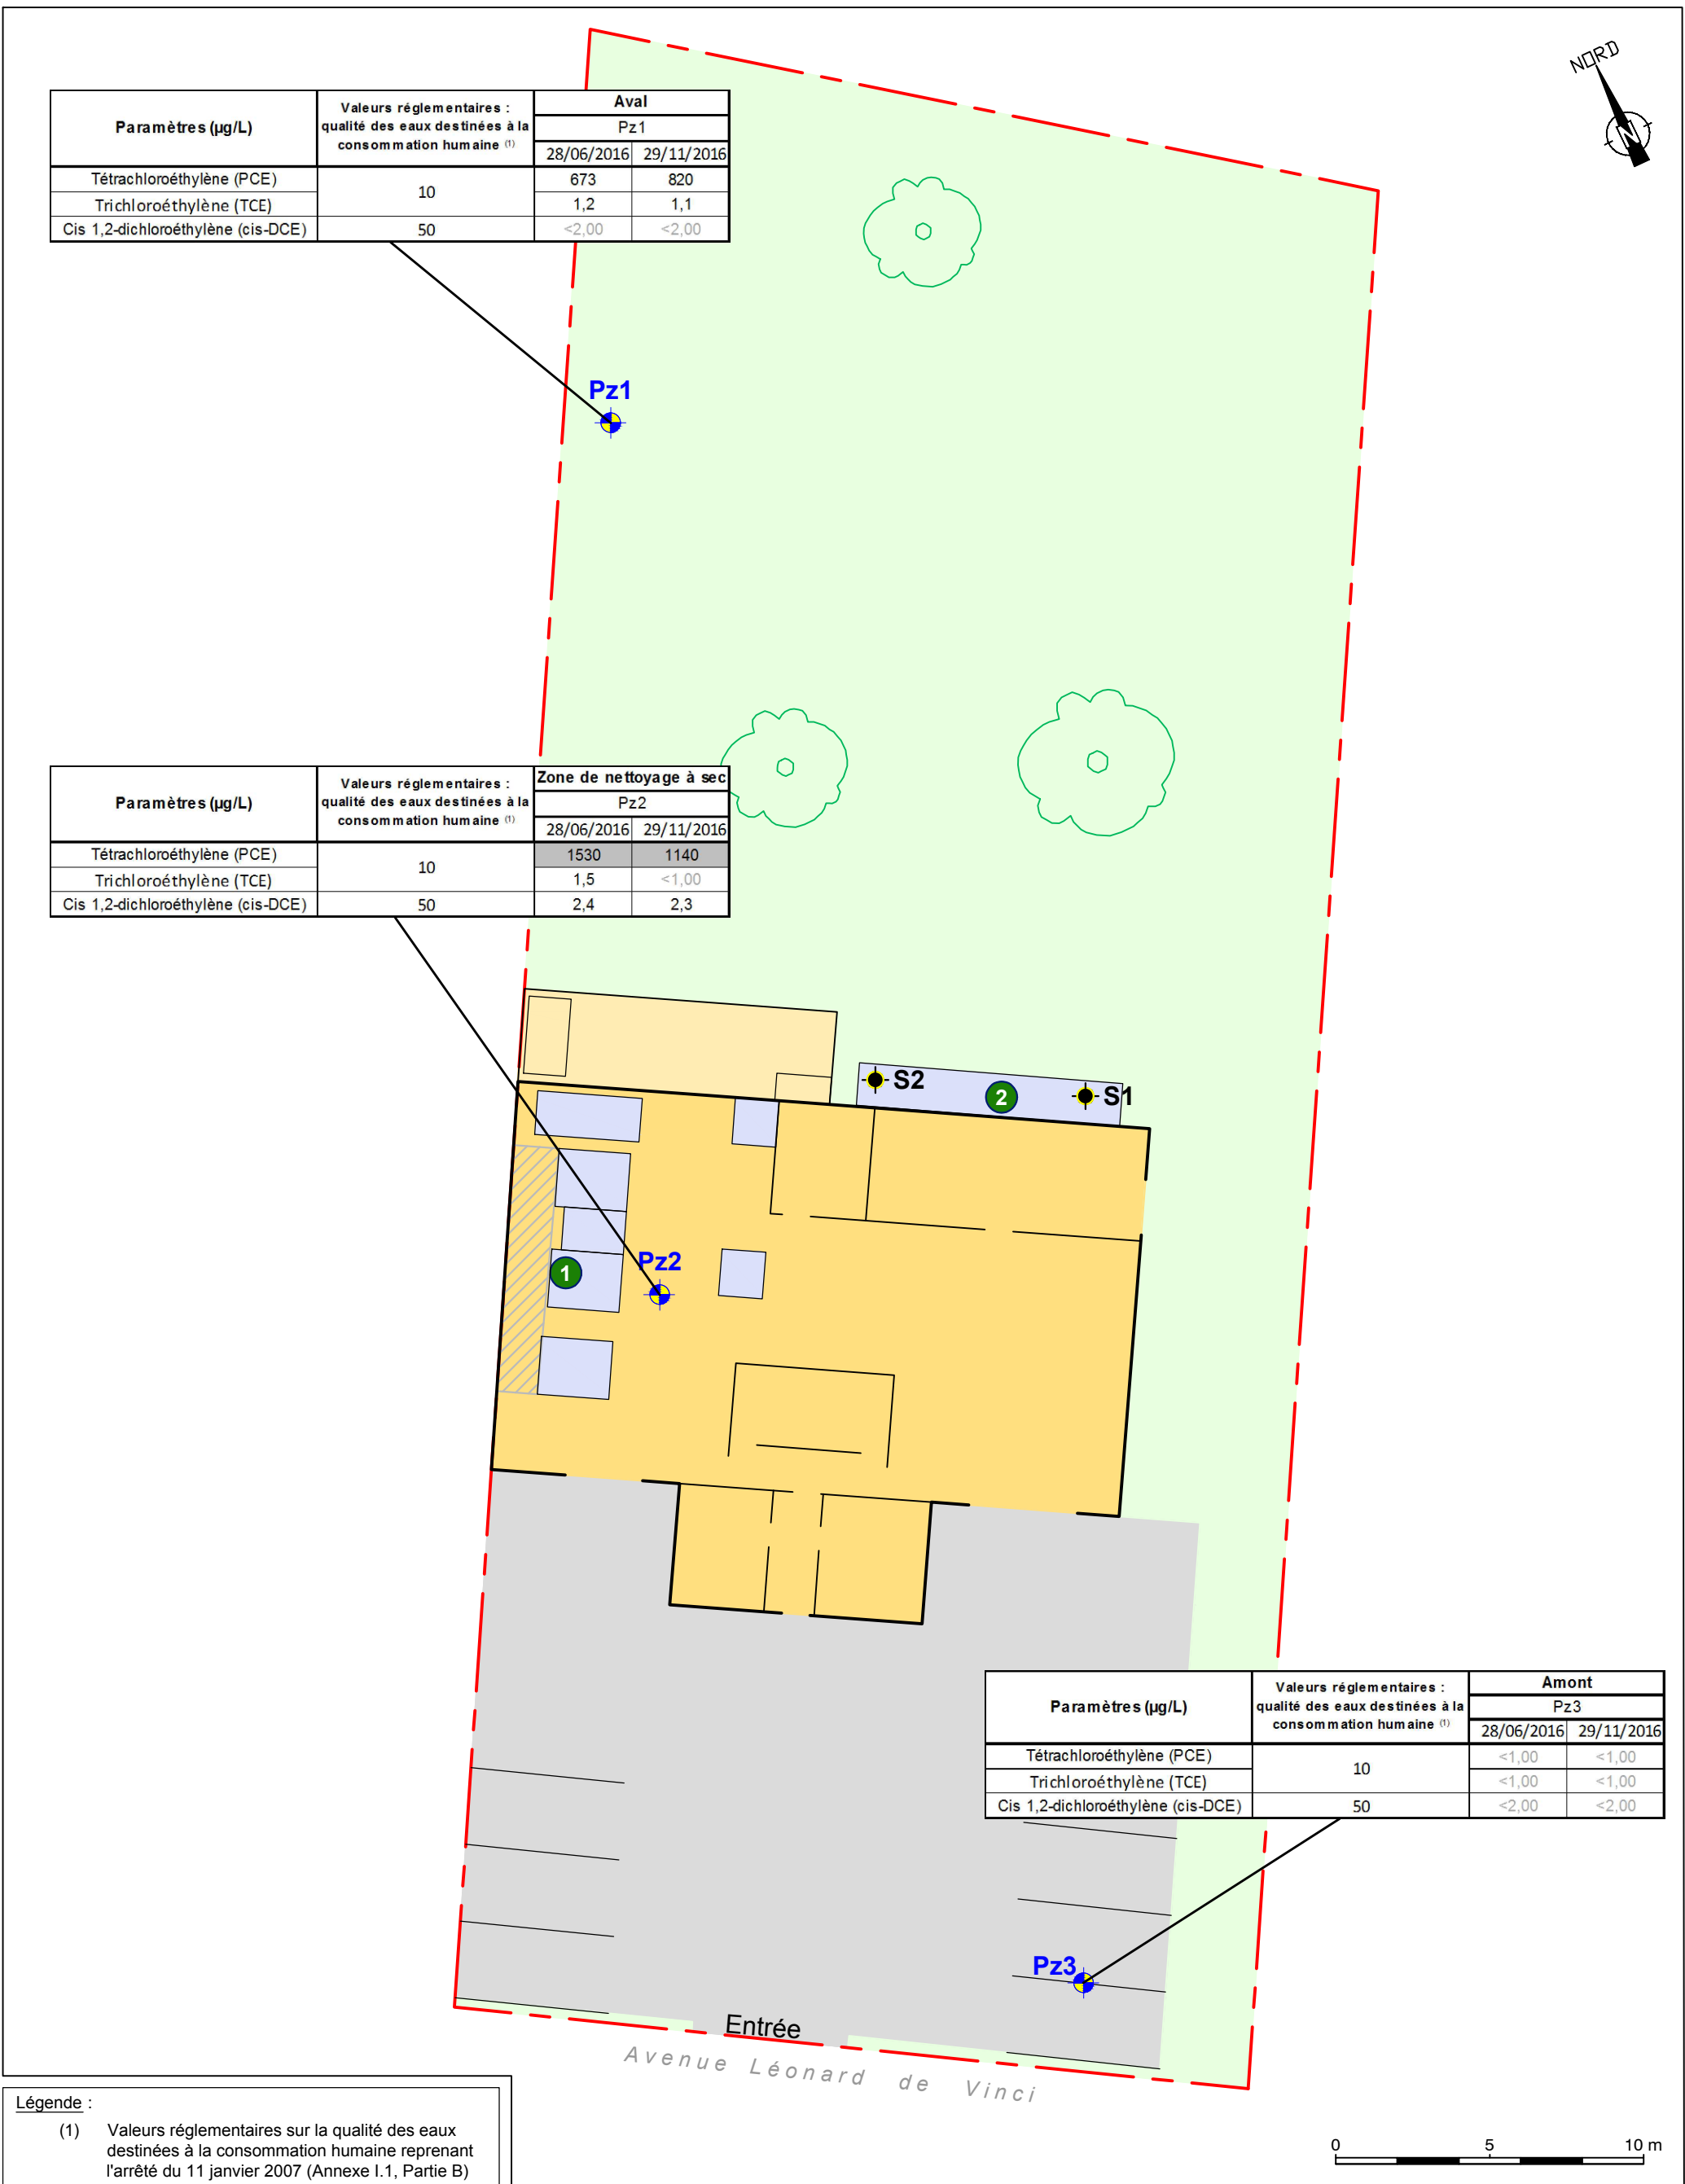 NORD
Paramètres (µg/L)
Valeurs réglementaires :
qualité des eaux destinées à la
consommation humaine (1)
Aval
Pz1
28/06/2016 29/11/2016
Tétrachloroéthylène (PCE) 10 673 820
Trichloroéthylène (TCE) 1,2 1,1
Cis 1,2-dichloroéthylène (cis-DCE) 50 <2,00 <2,00
Pz1
Paramètres (µg/L)
Valeurs réglementaires :
qualité des eaux destinées à la
consommation humaine (1)
Zone de nettoyage à sec
Pz2
28/06/2016 29/11/2016
Tétrachloroéthylène (PCE) 10 1530 1140
Trichloroéthylène (TCE) 1,5 <1,00
Cis 1,2-dichloroéthylène (cis-DCE) 50 2,4 2,3
S2
2
S1
Pz2
1
Paramètres (µg/L)
Valeurs réglementaires :
qualité des eaux destinées à la
consommation humaine (1)
Amont
Pz3
28/06/2016 29/11/2016
Tétrachloroéthylène (PCE) 10 <1,00 <1,00
Trichloroéthylène (TCE) <1,00 <1,00
Cis 1,2-dichloroéthylène (cis-DCE) 50 <2,00 <2,00
Pz3
Entrée
Avenue Léonard de Vinci
Légende :
(1) Valeurs réglementaires sur la qualité des eaux
destinées à la consommation humaine reprenant
l'arrêté du 11 janvier 2007 (Annexe I.1, Partie B)
0 5 10 m